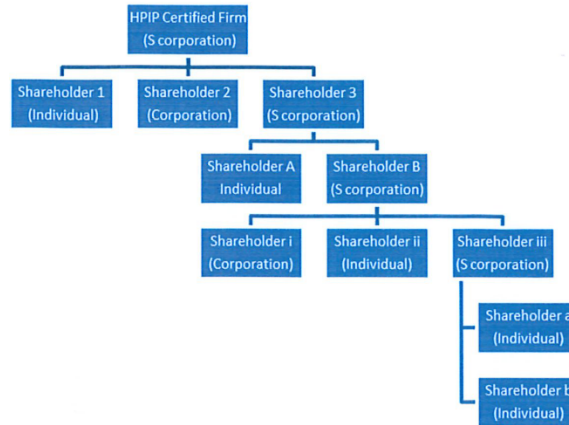 HPIP Certified Firm
(S corporation)
Shareholder 1
(Individual)
Shareholder 2
(Corporation)
Shareholder 3
(S corporation)
Shareholder A
Individual
Shareholder B
(S corporation)
Shareholder i
(Corporation)
Shareholder ii
(Individual)
Shareholder iii
(S corporation)
Shareholder a
(Individual)
Shareholder b
(Individual)